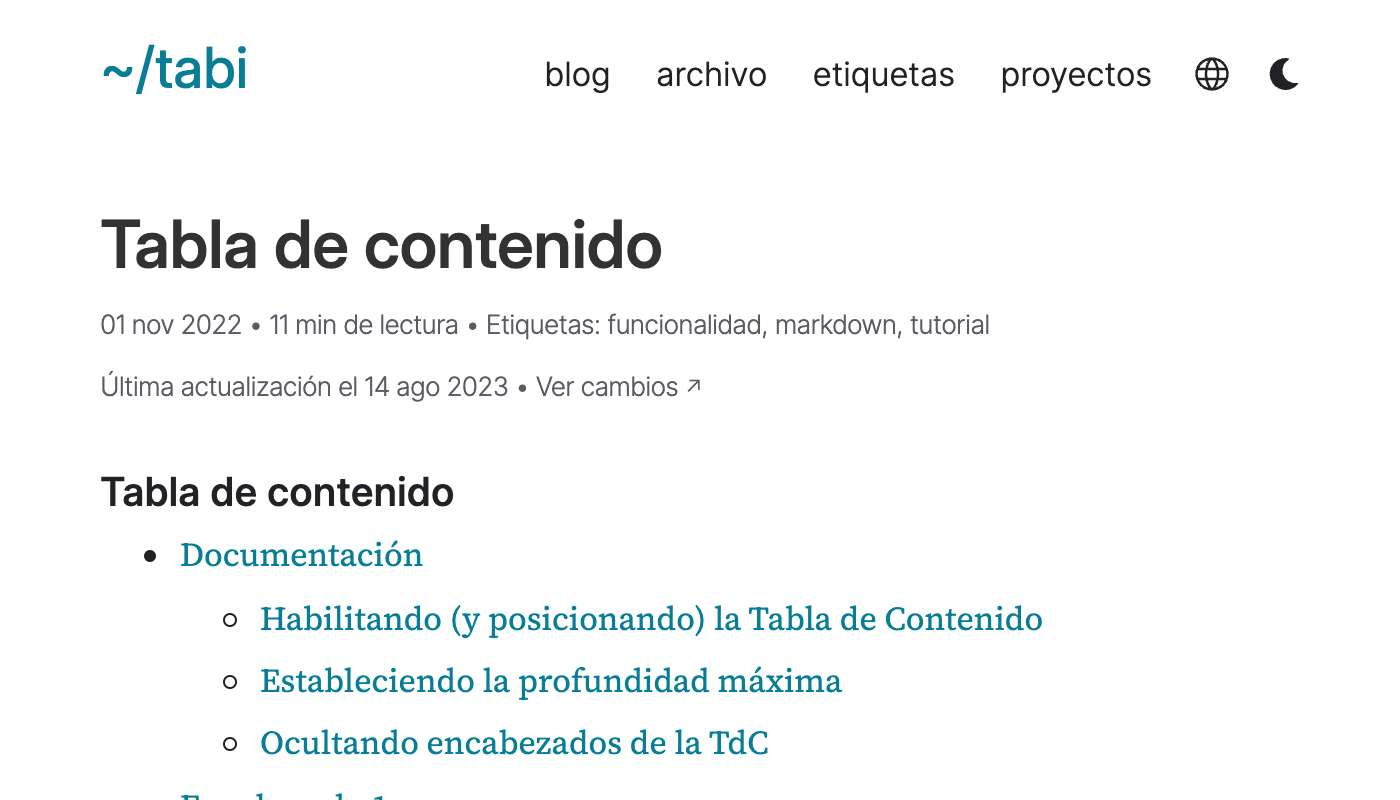 ~/tabi
blog archivo etiquetas proyectos
Tabla de contenido
01 nov 2022 • 11 min de lectura • Etiquetas: funcionalidad, markdown, tutorial
Última actualización el 14 ago 2023 • Ver cambios ↗
Tabla de contenido
Documentación
Habilitando (y posicionando) la Tabla de Contenido
Estableciendo la profundidad máxima
Ocultando encabezados de la TdC